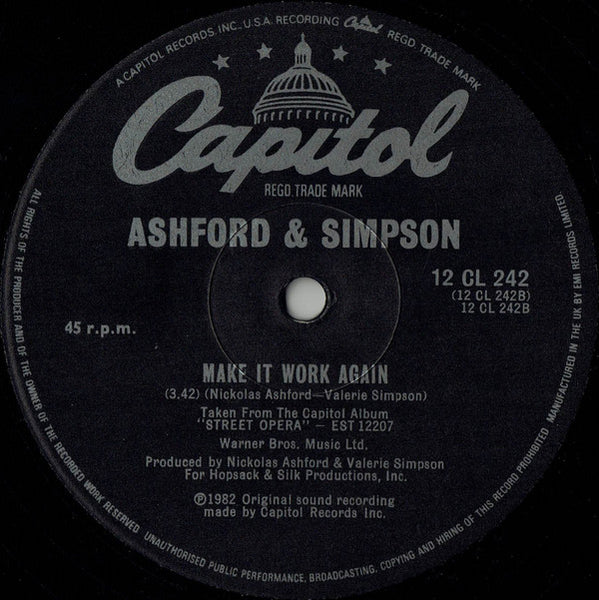 A CAPITOL RECORDS INC., U.S.A. RECORDING Capitol REGD. TRADE MARK
Capitol
REGD. TRADE MARK
ASHFORD & SIMPSON
12 CL 242
(12 CL 242B)
12 CL 242B
45 r.p.m.
MAKE IT WORK AGAIN
(3.42) (Nickolas Ashford—Valerie Simpson)
Taken From The Capitol Album
"STREET OPERA" – EST 12207
Warner Bros. Music Ltd.
Produced by Nickolas Ashford & Valerie Simpson
For Hopsack & Silk Productions, Inc.
℗1982 Original sound recording
made by Capitol Records Inc.
ALL RIGHTS OF THE PRODUCER AND OF THE OWNER OF THE RECORDED WORK RESERVED
UNAUTHORISED PUBLIC PERFORMANCE, BROADCASTING, COPYING AND HIRING OF THIS RECORD PROHIBITED
MANUFACTURED IN THE UK BY EMI RECORDS LIMITED